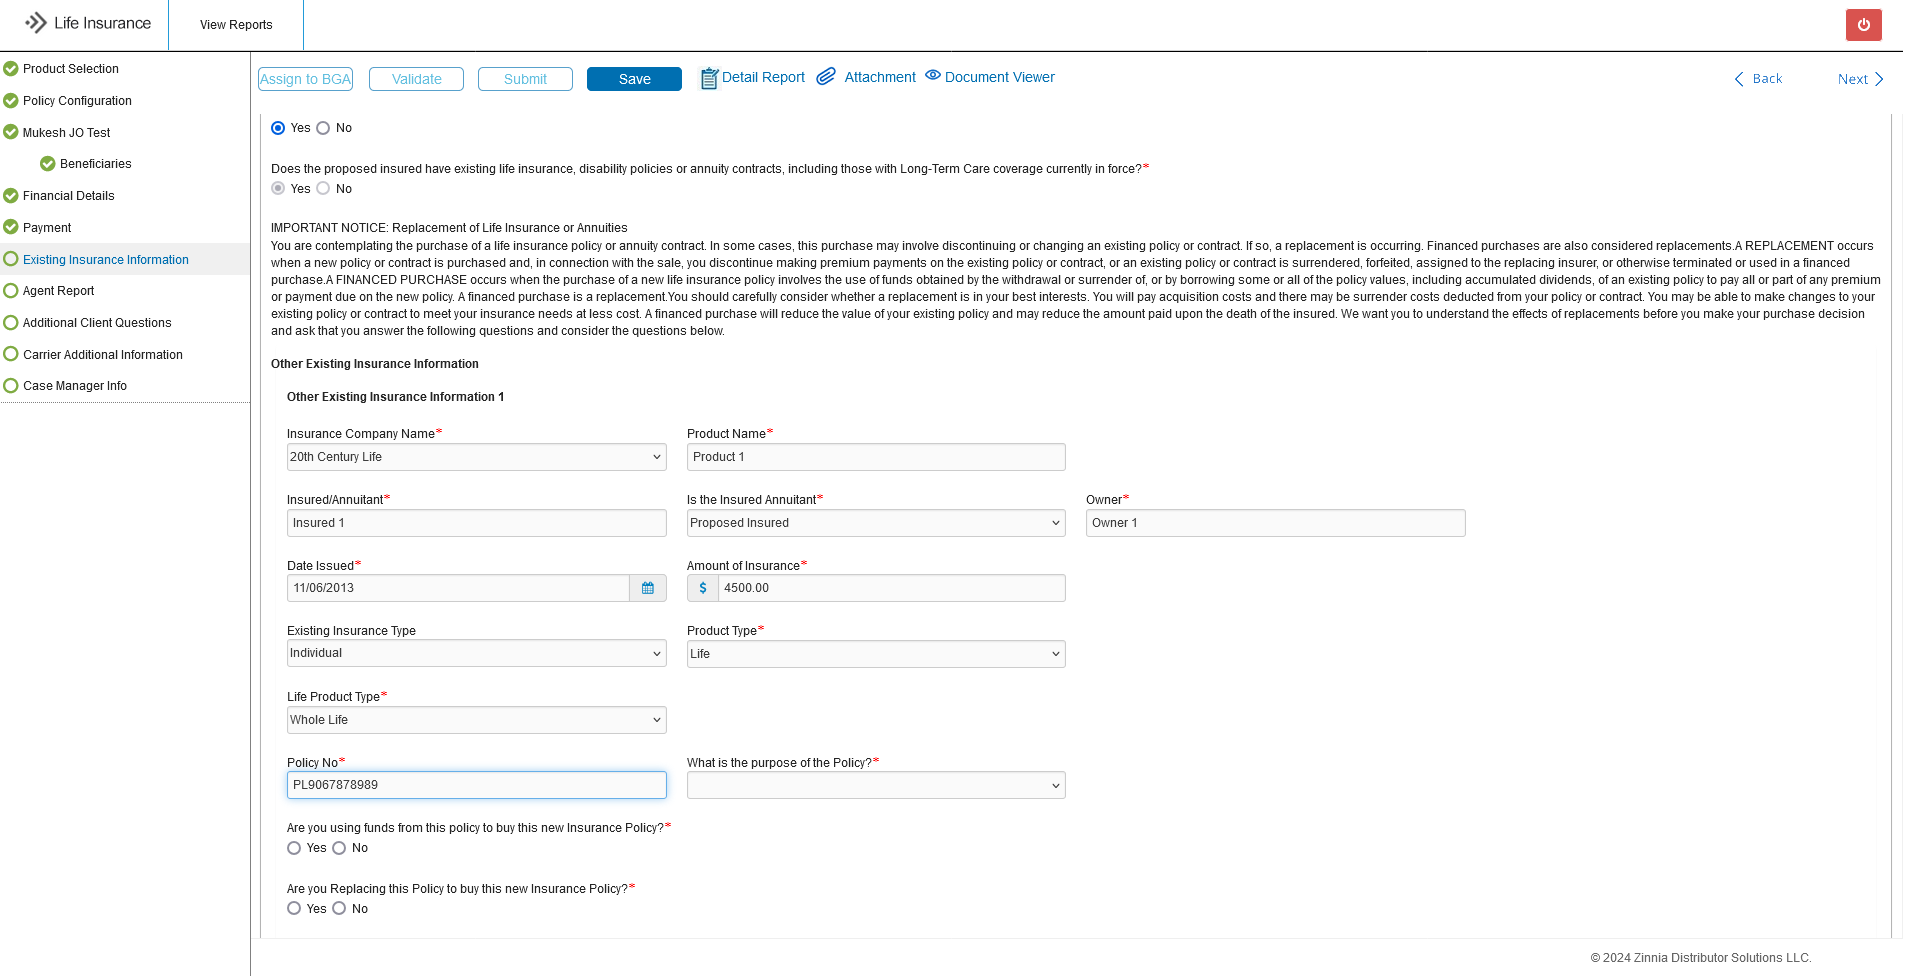 Life Insurance
View Reports
Product Selection
Policy Configuration
Mukesh JO Test
Beneficiaries
Financial Details
Payment
Existing Insurance Information
Agent Report
Additional Client Questions
Carrier Additional Information
Case Manager Info
Assign to BGA Validate Submit Save Detail Report Attachment Document Viewer Back Next
Yes No
Does the proposed insured have existing life insurance, disability policies or annuity contracts, including those with Long-Term Care coverage currently in force?*
Yes No
IMPORTANT NOTICE: Replacement of Life Insurance or Annuities
You are contemplating the purchase of a life insurance policy or annuity contract. In some cases, this purchase may involve discontinuing or changing an existing policy or contract. If so, a replacement is occurring. Financed purchases are also considered replacements.A REPLACEMENT occurs
when a new policy or contract is purchased and, in connection with the sale, you discontinue making premium payments on the existing policy or contract, or an existing policy or contract is surrendered, forfeited, assigned to the replacing insurer, or otherwise terminated or used in a financed
purchase.A FINANCED PURCHASE occurs when the purchase of a new life insurance policy involves the use of funds obtained by the withdrawal or surrender of, or by borrowing some or all of the policy values, including accumulated dividends, of an existing policy to pay all or part of any premium
or payment due on the new policy. A financed purchase is a replacement.You should carefully consider whether a replacement is in your best interests. You will pay acquisition costs and there may be surrender costs deducted from your policy or contract. You may be able to make changes to your
existing policy or contract to meet your insurance needs at less cost. A financed purchase will reduce the value of your existing policy and may reduce the amount paid upon the death of the insured. We want you to understand the effects of replacements before you make your purchase decision
and ask that you answer the following questions and consider the questions below.
Other Existing Insurance Information
Other Existing Insurance Information 1
Insurance Company Name* Product Name*
20th Century Life Product 1
Insured/Annuitant* Is the Insured Annuitant* Owner*
Insured 1 Proposed Insured Owner 1
Date Issued* Amount of Insurance*
11/06/2013 $ 4500.00
Existing Insurance Type Product Type*
Individual Life
Life Product Type*
Whole Life
Policy No* What is the purpose of the Policy?*
PL9067878989
Are you using funds from this policy to buy this new Insurance Policy?*
Yes No
Are you Replacing this Policy to buy this new Insurance Policy?*
Yes No
© 2024 Zinnia Distributor Solutions LLC.